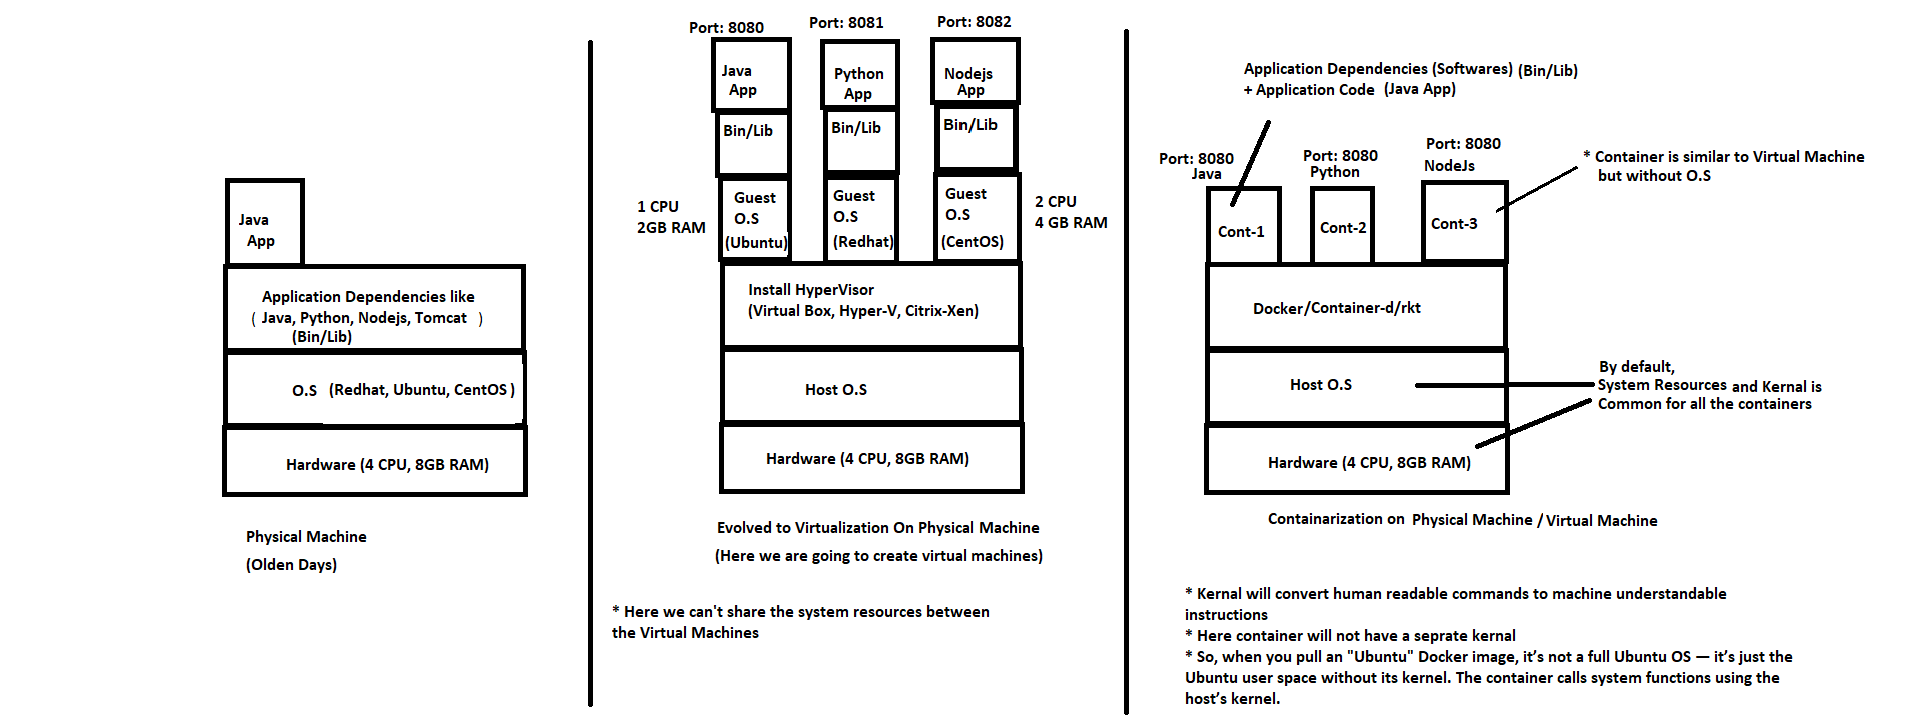 Java
App
Application Dependencies like
( Java, Python, Nodejs, Tomcat )
(Bin/Lib)
O.S (Redhat, Ubuntu, CentOS )
Hardware (4 CPU, 8GB RAM)
Physical Machine
(Olden Days)
Port: 8080
Port: 8081
Port: 8082
Java
App
Python
App
Nodejs
App
Bin/Lib
Bin/Lib
Bin/Lib
1 CPU
2GB RAM
Guest
O.S
(Ubuntu)
Guest
O.S
(Redhat)
Guest
O.S
(CentOS)
2 CPU
4 GB RAM
Install HyperVisor
(Virtual Box, Hyper-V, Citrix-Xen)
Host O.S
Hardware (4 CPU, 8GB RAM)
Evolved to Virtualization On Physical Machine
(Here we are going to create virtual machines)
* Here we can't share the system resources between
the Virtual Machines
Application Dependencies (Softwares) (Bin/Lib)
+ Application Code (Java App)
Port: 8080
Java
Port: 8080
Python
Port: 8080
NodeJs
* Container is similar to Virtual Machine
but without O.S
Cont-1
Cont-2
Cont-3
Docker/Container-d/rkt
Host O.S
By default,
System Resources and Kernal is
Common for all the containers
Hardware (4 CPU, 8GB RAM)
Containarization on Physical Machine / Virtual Machine
* Kernal will convert human readable commands to machine understandable
instructions
* Here container will not have a seprate kernal
* So, when you pull an "Ubuntu" Docker image, it’s not a full Ubuntu OS — it’s just the
Ubuntu user space without its kernel. The container calls system functions using the
host’s kernel.